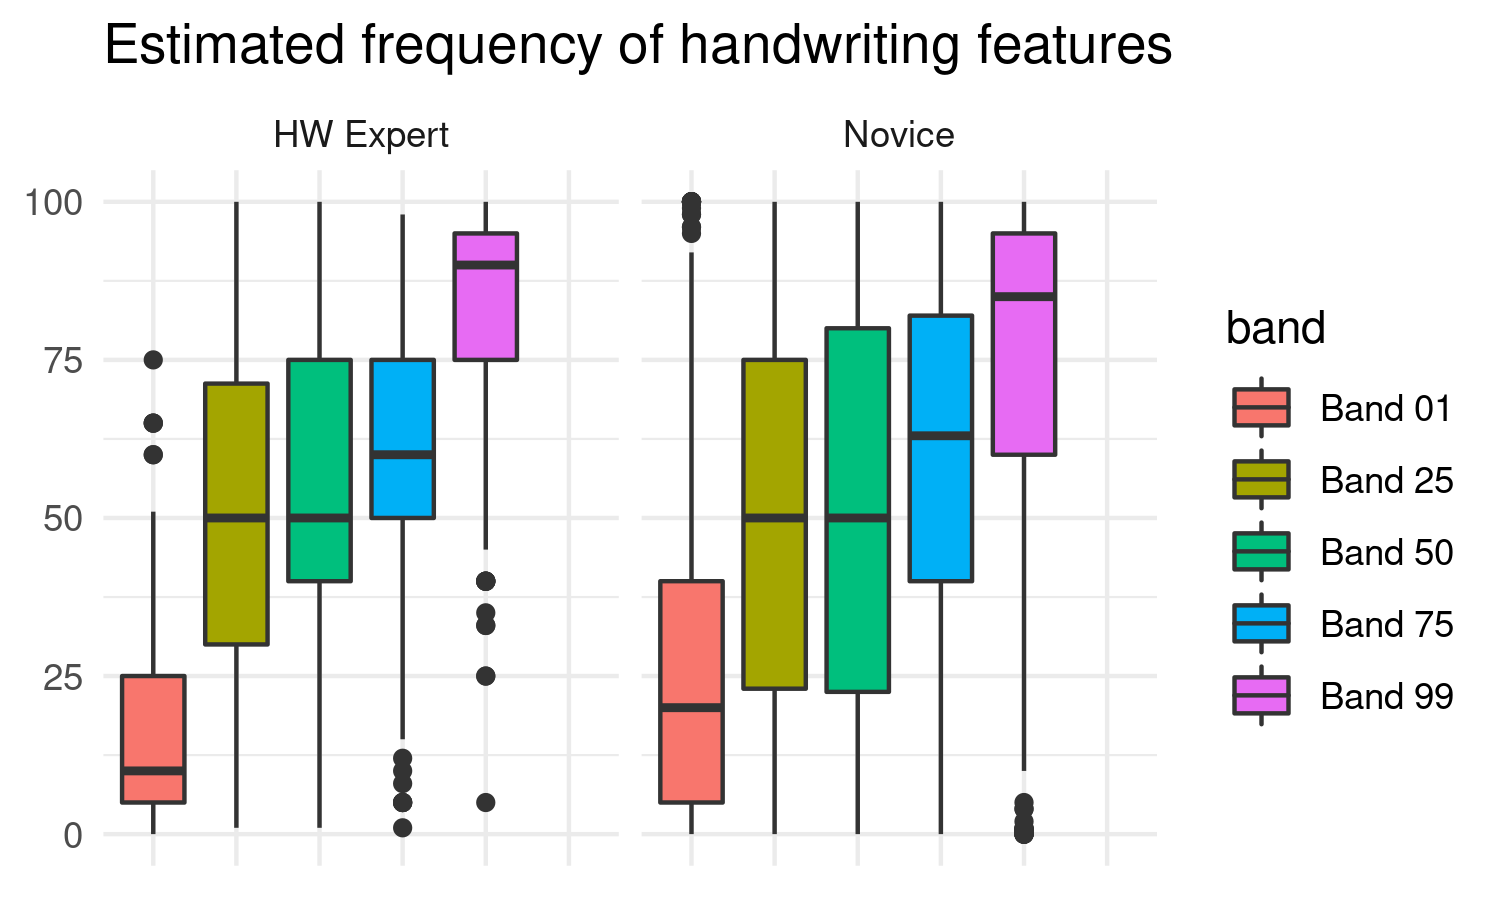 Estimated frequency of handwriting features
HW Expert
Novice
100
75
50
25
0
band
Band 01
Band 25
Band 50
Band 75
Band 99